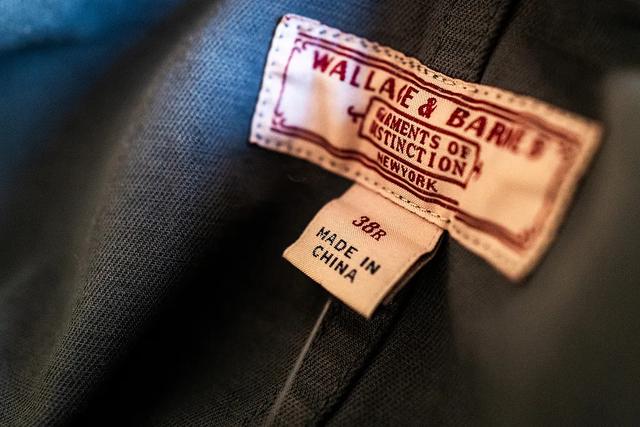 WALLACE & BARNES
GARMENTS OF
DISTINCTION
NEW YORK
38R
MADE IN
CHINA